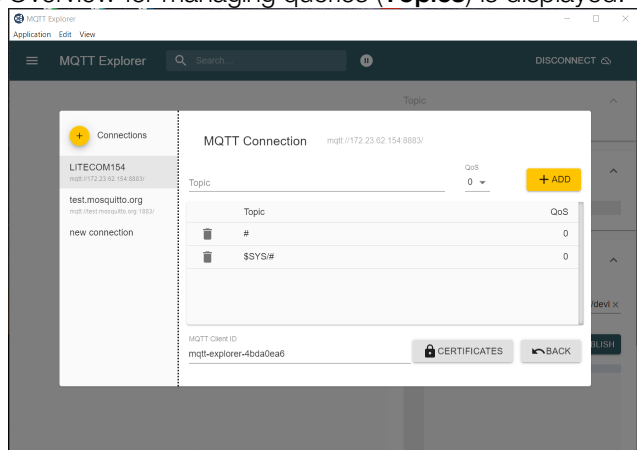 Overview for managing queries (Topics) is displayed.
MQTT Explorer
Application Edit View
MQTT Explorer
Search...
DISCONNECT
Topic
+ Connections
MQTT Connection mqtt://172.23.62.154:8883/
LITECOM154
mqtt://172.23.62.154:8883/
test.mosquitto.org
mqtt://test.mosquitto.org:1883/
new connection
Topic
QoS
0
+ ADD
Topic QoS
# 0
$SYS/# 0
/devi ×
MQTT Client ID
mqtt-explorer-4bda0ea6
CERTIFICATES
BACK
BLISH